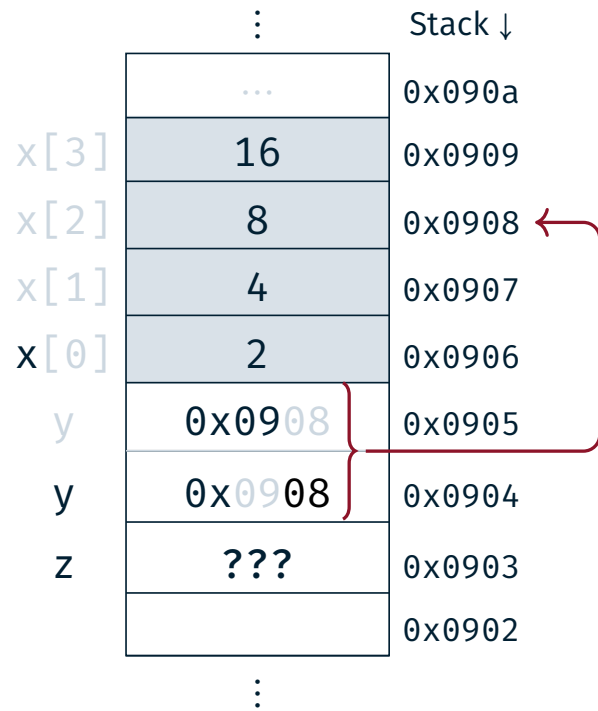 ⋮ Stack ↓
... 0x090a
x[3] 16 0x0909
x[2] 8 0x0908
x[1] 4 0x0907
x[0] 2 0x0906
y 0x0908 0x0905
y 0x0908 0x0904
z ??? 0x0903
0x0902
⋮